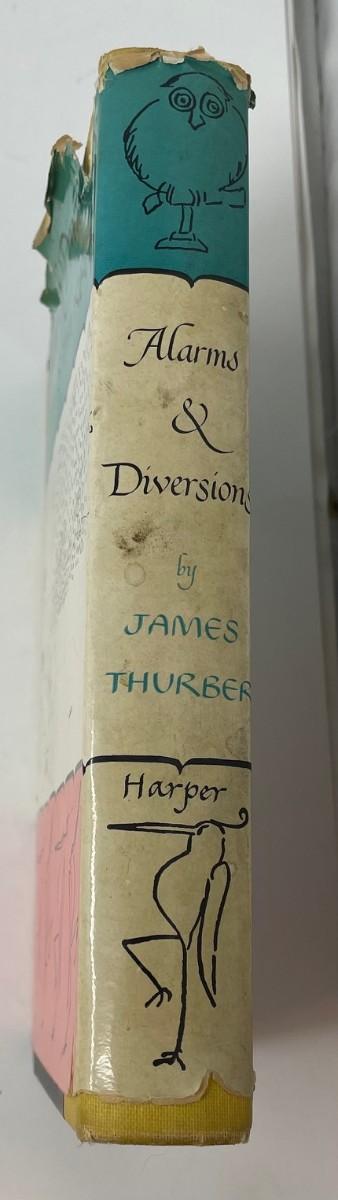 Alarms
&
Diversions
by
JAMES
THURBER
Harper